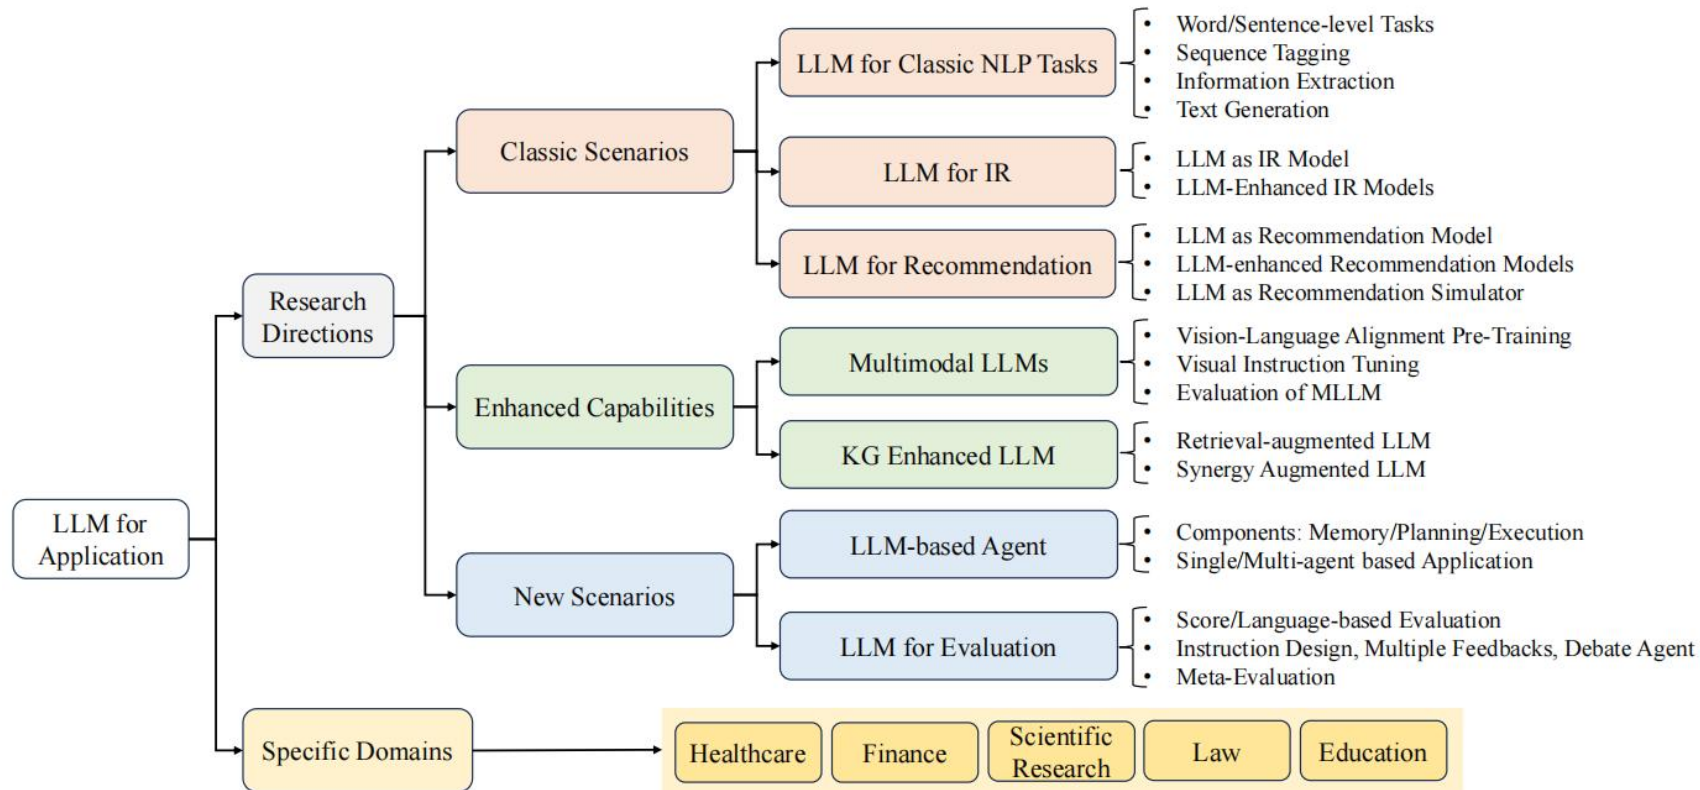 LLM for
Application
Research
Directions
Classic Scenarios
LLM for Classic NLP Tasks
• Word/Sentence-level Tasks
• Sequence Tagging
• Information Extraction
• Text Generation
LLM for IR
• LLM as IR Model
• LLM-Enhanced IR Models
LLM for Recommendation
• LLM as Recommendation Model
• LLM-enhanced Recommendation Models
• LLM as Recommendation Simulator
Enhanced Capabilities
Multimodal LLMs
• Vision-Language Alignment Pre-Training
• Visual Instruction Tuning
• Evaluation of MLLM
KG Enhanced LLM
• Retrieval-augmented LLM
• Synergy Augmented LLM
New Scenarios
LLM-based Agent
• Components: Memory/Planning/Execution
• Single/Multi-agent based Application
LLM for Evaluation
• Score/Language-based Evaluation
• Instruction Design, Multiple Feedbacks, Debate Agent
• Meta-Evaluation
Specific Domains
Healthcare
Finance
Scientific
Research
Law
Education